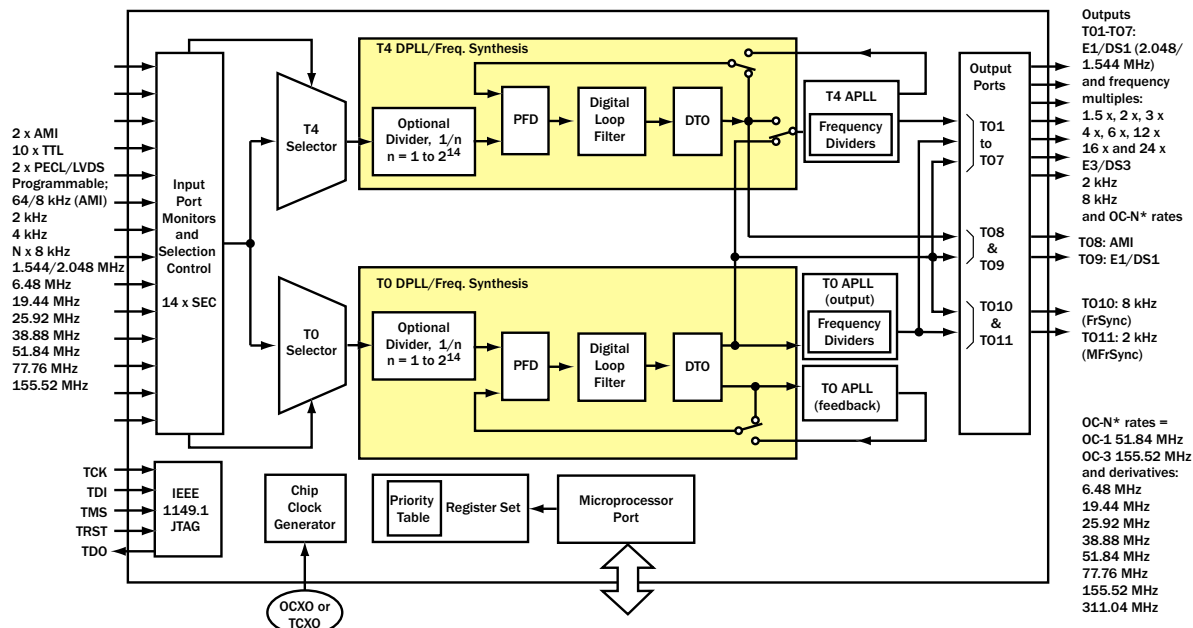 2 x AMI
10 x TTL
2 x PECL/LVDS
Programmable;
64/8 kHz (AMI)
2 kHz
4 kHz
N x 8 kHz
1.544/2.048 MHz
6.48 MHz
19.44 MHz
25.92 MHz
38.88 MHz
51.84 MHz
77.76 MHz
155.52 MHz
Input
Port
Monitors
and
Selection
Control
14 x SEC
T4
Selector
T4 DPLL/Freq. Synthesis
Optional
Divider, 1/n
n = 1 to 2^14
PFD
Digital
Loop
Filter
DTO
T4 APLL
Frequency
Dividers
T0
Selector
T0 DPLL/Freq. Synthesis
Optional
Divider, 1/n
n = 1 to 2^14
PFD
Digital
Loop
Filter
DTO
T0 APLL
(output)
Frequency
Dividers
T0 APLL
(feedback)
Output
Ports
TO1
to
TO7
TO8
&
TO9
TO10
&
TO11
Outputs
T01-T07:
E1/DS1 (2.048/
1.544 MHz)
and frequency
multiples:
1.5 x, 2 x, 3 x
4 x, 6 x, 12 x
16 x and 24 x
E3/DS3
2 kHz
8 kHz
and OC-N* rates
T08: AMI
T09: E1/DS1
TO10: 8 kHz
(FrSync)
TO11: 2 kHz
(MFrSync)
OC-N* rates =
OC-1 51.84 MHz
OC-3 155.52 MHz
and derivatives:
6.48 MHz
19.44 MHz
25.92 MHz
38.88 MHz
51.84 MHz
77.76 MHz
155.52 MHz
311.04 MHz
TCK
TDI
TMS
TRST
TDO
IEEE
1149.1
JTAG
Chip
Clock
Generator
OCXO or
TCXO
Priority
Table
Register Set
Microprocessor
Port